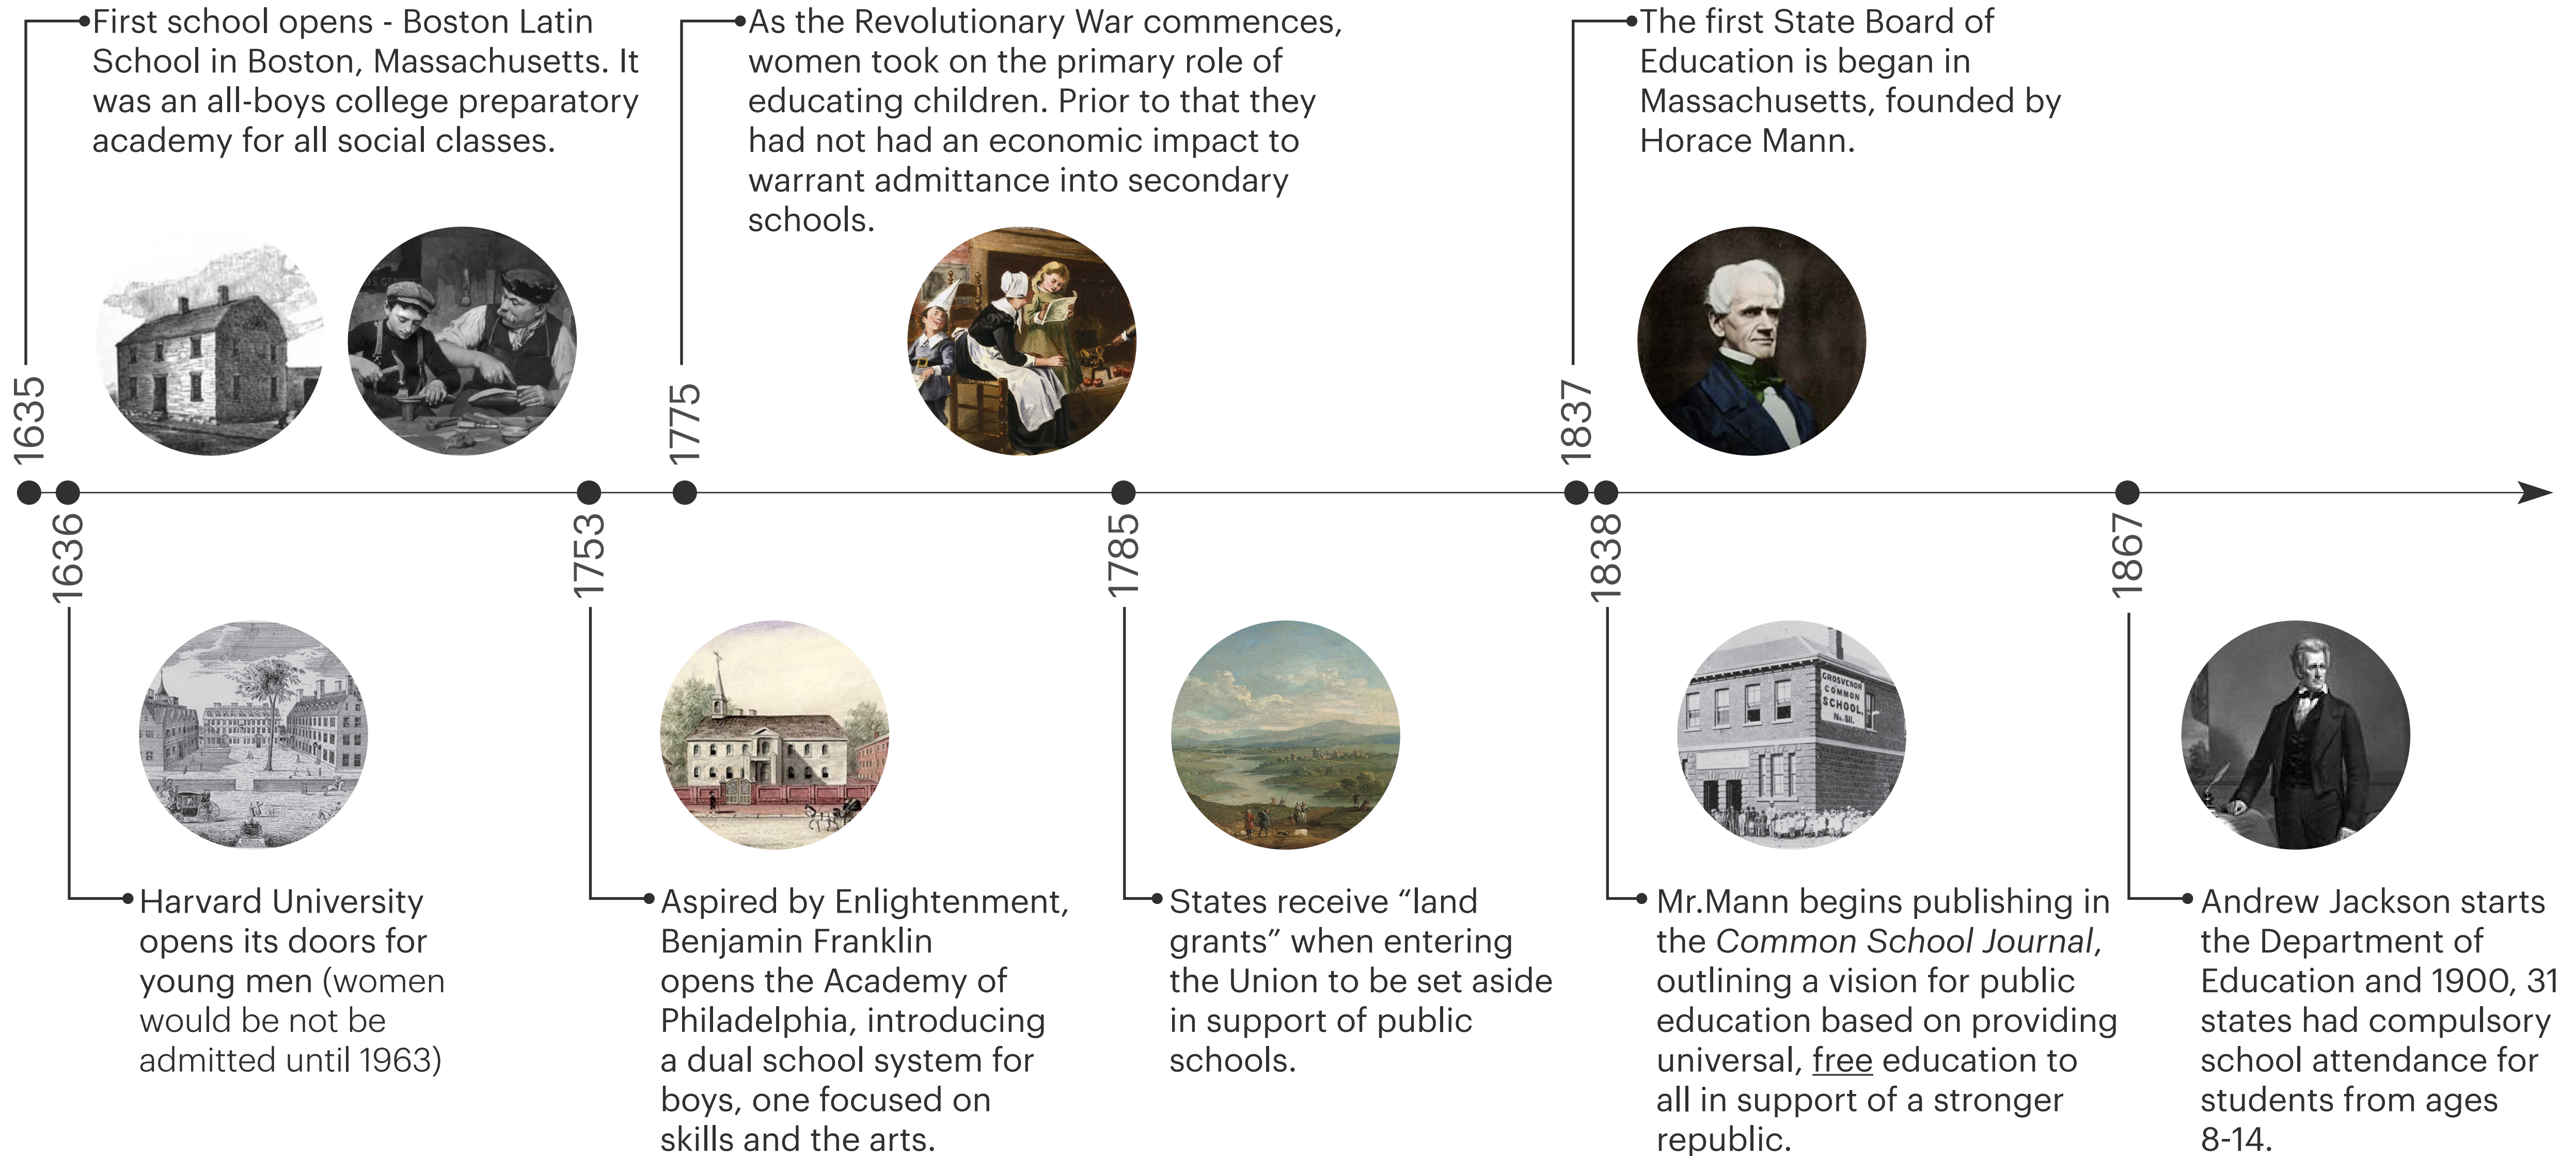 First school opens - Boston Latin
School in Boston, Massachusetts. It
was an all-boys college preparatory
academy for all social classes.
As the Revolutionary War commences,
women took on the primary role of
educating children. Prior to that they
had not had an economic impact to
warrant admittance into secondary
schools.
The first State Board of
Education is began in
Massachusetts, founded by
Horace Mann.
1635
1775
1837
1636
1753
1785
1838
1867
GROSVENOR
COMMON
SCHOOL,
No. 811.
Harvard University
opens its doors for
young men (women
would be not be
admitted until 1963)
Aspired by Enlightenment,
Benjamin Franklin
opens the Academy of
Philadelphia, introducing
a dual school system for
boys, one focused on
skills and the arts.
States receive “land
grants” when entering
the Union to be set aside
in support of public
schools.
Mr.Mann begins publishing in
the Common School Journal,
outlining a vision for public
education based on providing
universal, free education to
all in support of a stronger
republic.
Andrew Jackson starts
the Department of
Education and 1900, 31
states had compulsory
school attendance for
students from ages
8-14.